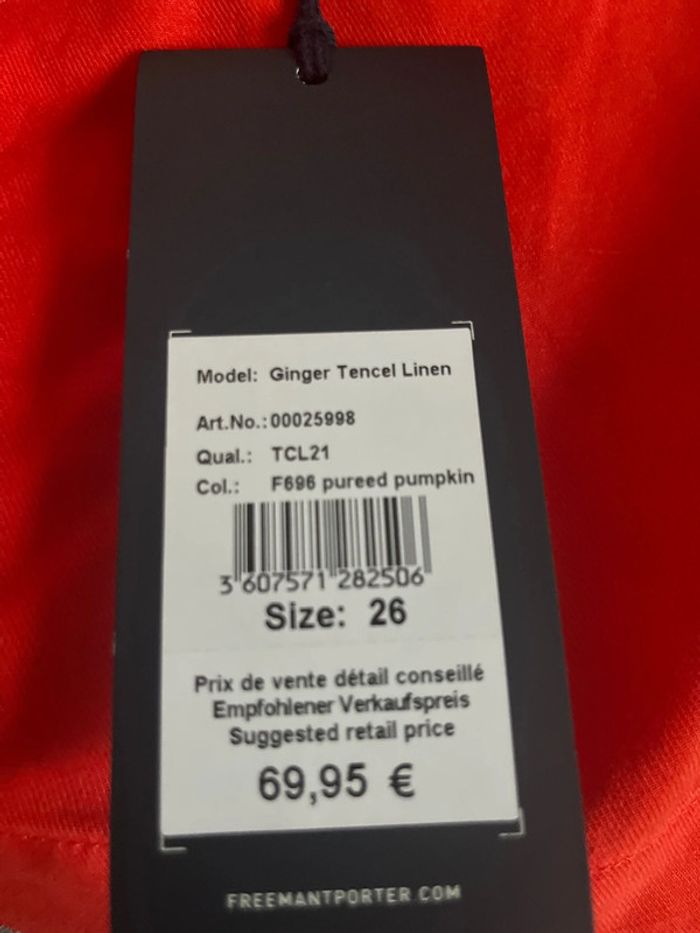 Model: Ginger Tencel Linen
Art.No.: 00025998
Qual.: TCL21
Col.: F696 pureed pumpkin
3 607571 282506
Size: 26
Prix de vente détail conseillé
Empfohlener Verkaufspreis
Suggested retail price
69,95 €
FREEMANTPORTER.COM